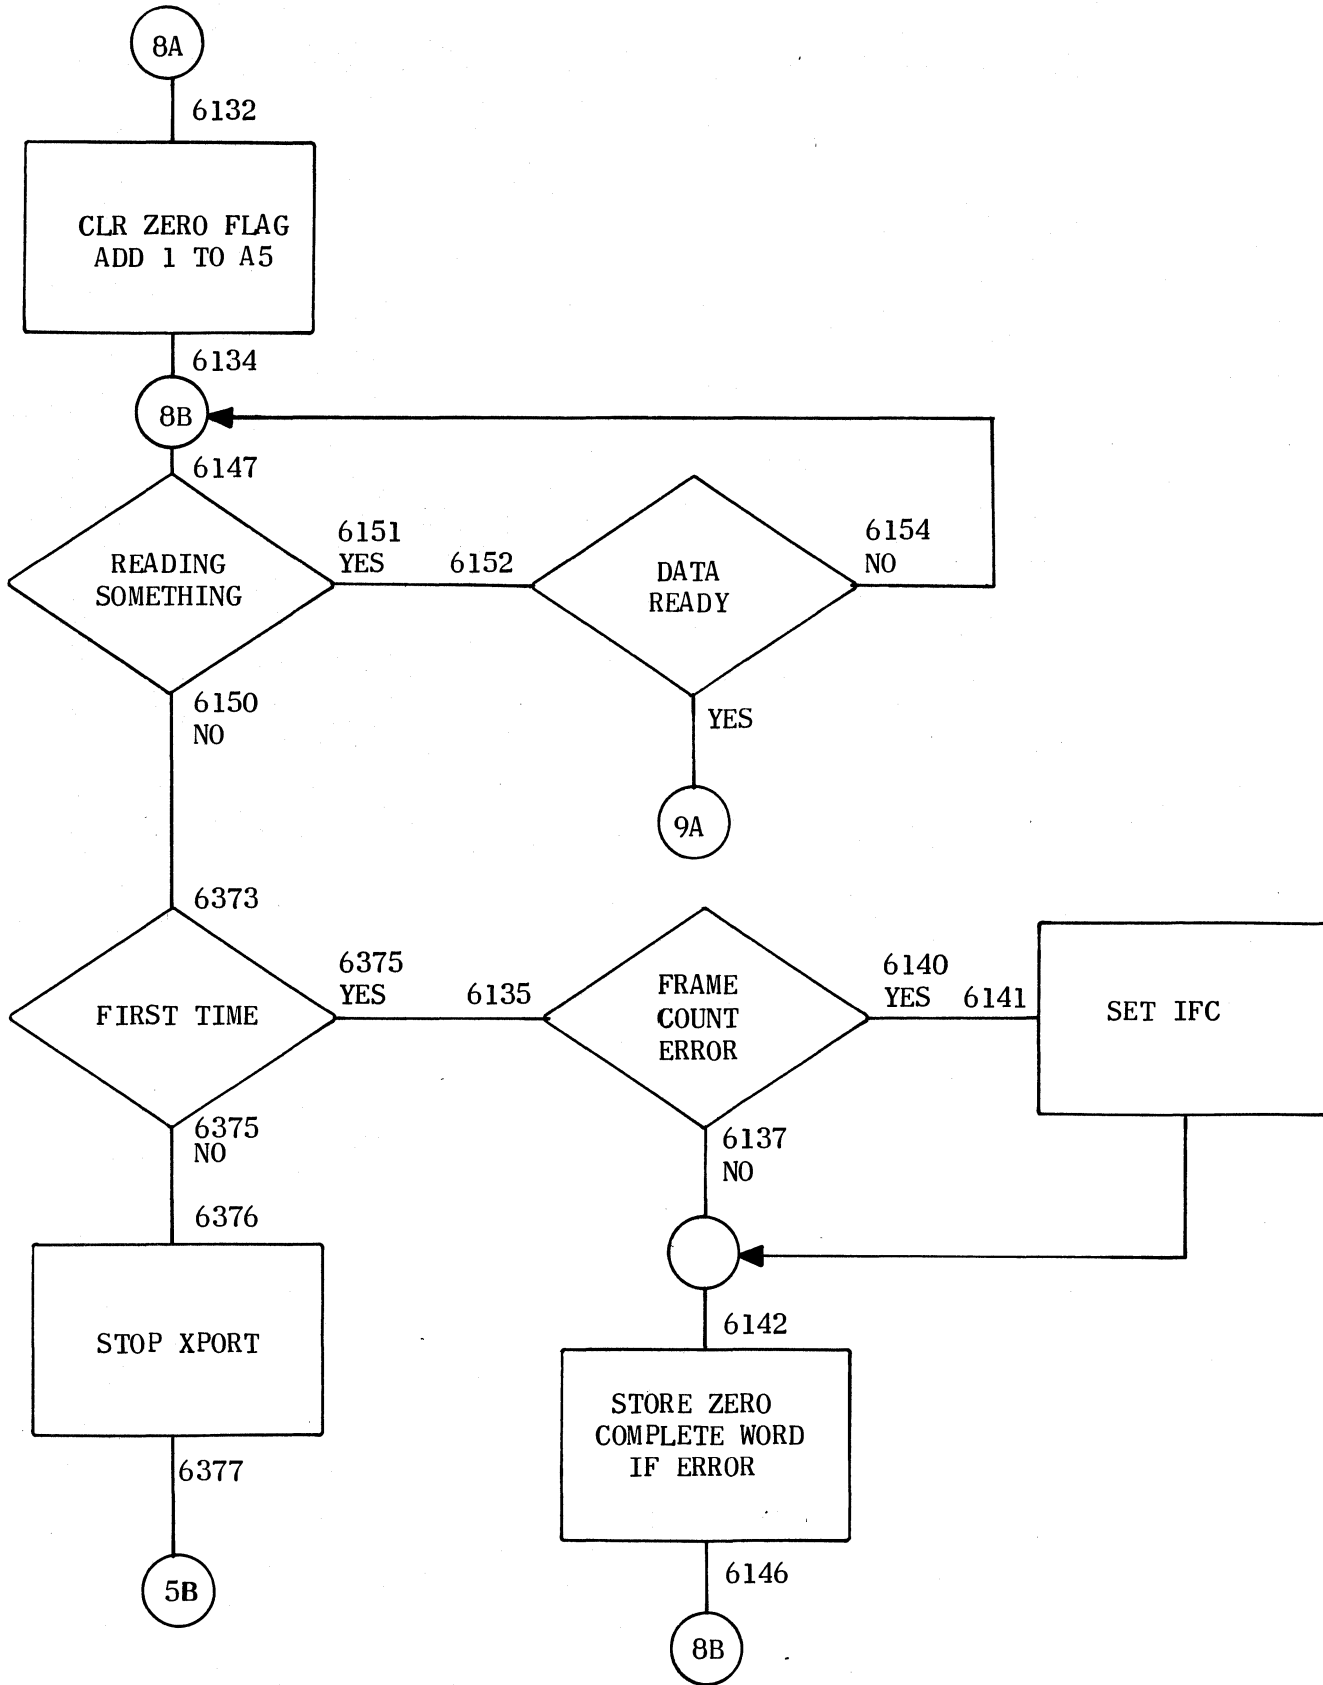 8A
6132
CLR ZERO FLAG
ADD 1 TO A5
6134
8B
6147
READING
SOMETHING
6151
YES
6152
DATA
READY
6154
NO
6150
NO
YES
9A
6373
FIRST TIME
6375
YES
6135
FRAME
COUNT
ERROR
6140
YES
6141
SET IFC
6375
NO
6137
NO
6376
STOP XPORT
6142
STORE ZERO
COMPLETE WORD
IF ERROR
6377
5B
6146
8B